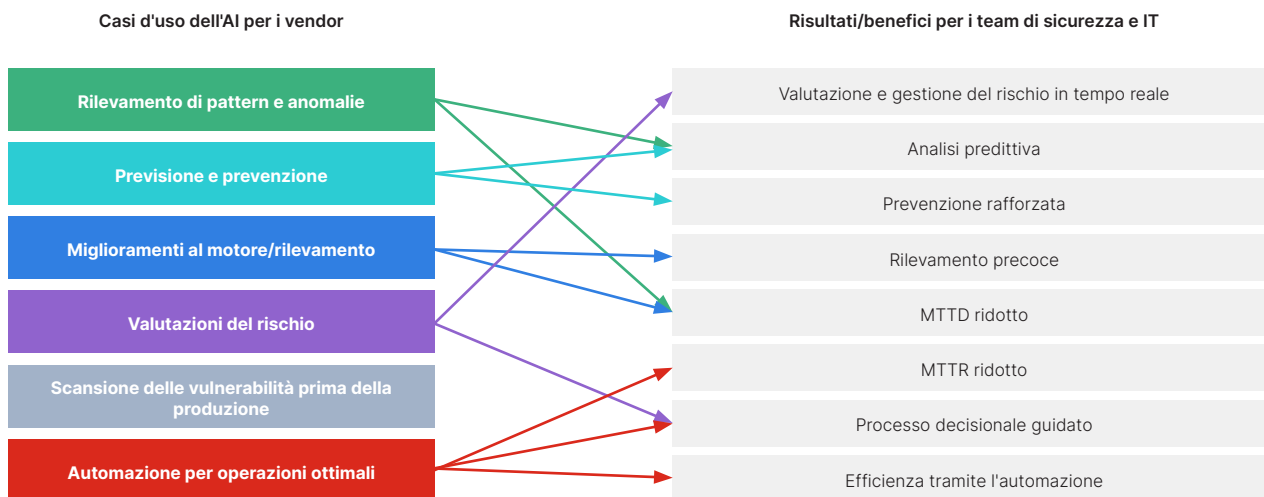 Casi d'uso dell'AI per i vendor
Risultati/benefici per i team di sicurezza e IT
Rilevamento di pattern e anomalie
Previsione e prevenzione
Miglioramenti al motore/rilevamento
Valutazioni del rischio
Scansione delle vulnerabilità prima della
produzione
Automazione per operazioni ottimali
Valutazione e gestione del rischio in tempo reale
Analisi predittiva
Prevenzione rafforzata
Rilevamento precoce
MTTD ridotto
MTTR ridotto
Processo decisionale guidato
Efficienza tramite l'automazione